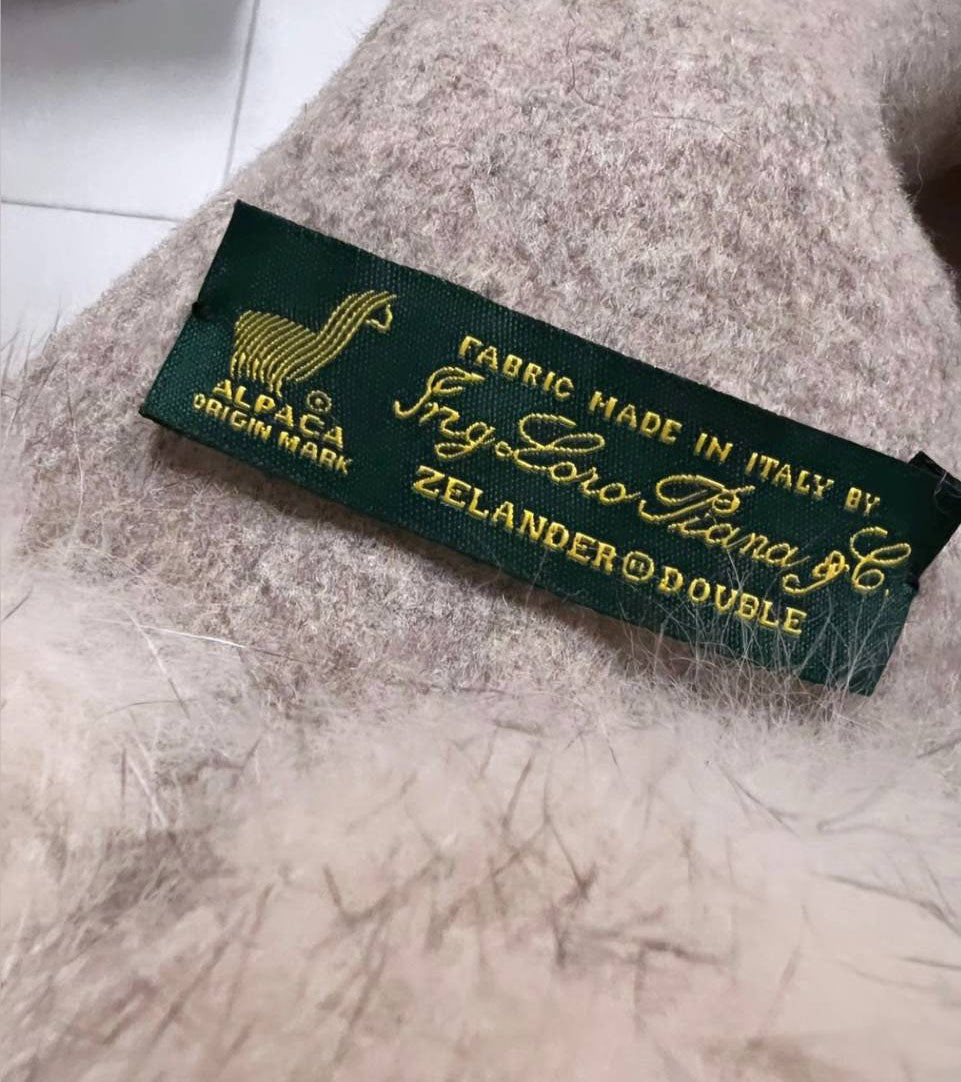 ALPACA
ORIGIN MARK
FABRIC MADE IN ITALY BY
Ing. Loro Piana & C.
ZELANDER® DOUBLE